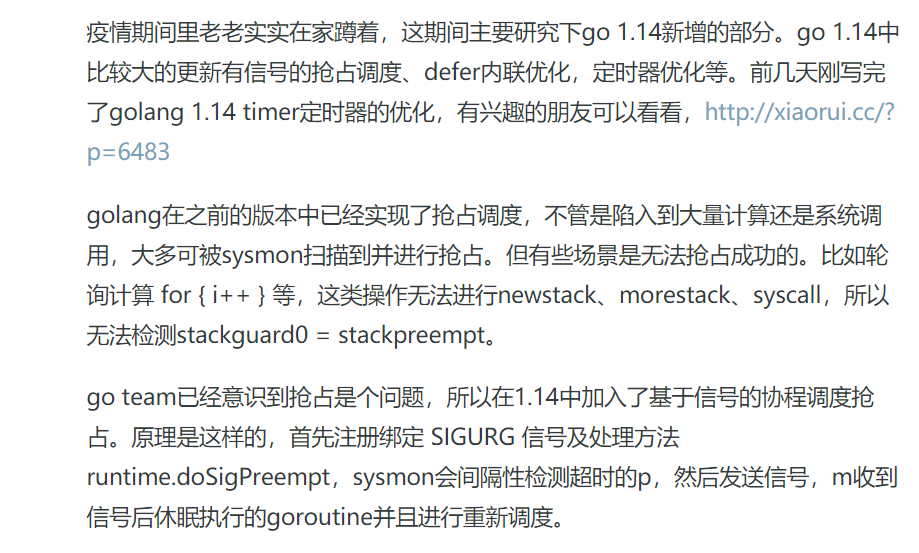 疫情期间里老老实实在家蹲着，这期间主要研究下go 1.14新增的部分。go 1.14中
比较大的更新有信号的抢占调度、defer内联优化，定时器优化等。前几天刚写完
了golang 1.14 timer定时器的优化，有兴趣的朋友可以看看，http://xiaorui.cc/?
p=6483
golang在之前的版本中已经实现了抢占调度，不管是陷入到大量计算还是系统调
用，大多可被sysmon扫描到并进行抢占。但有些场景是无法抢占成功的。比如轮
询计算 for { i++ } 等，这类操作无法进行newstack、morestack、syscall，所以
无法检测stackguard0 = stackpreempt。
go team已经意识到抢占是个问题，所以在1.14中加入了基于信号的协程调度抢
占。原理是这样的，首先注册绑定 SIGURG 信号及处理方法
runtime.doSigPreempt，sysmon会间隔性检测超时的p，然后发送信号，m收到
信号后休眠执行的goroutine并且进行重新调度。